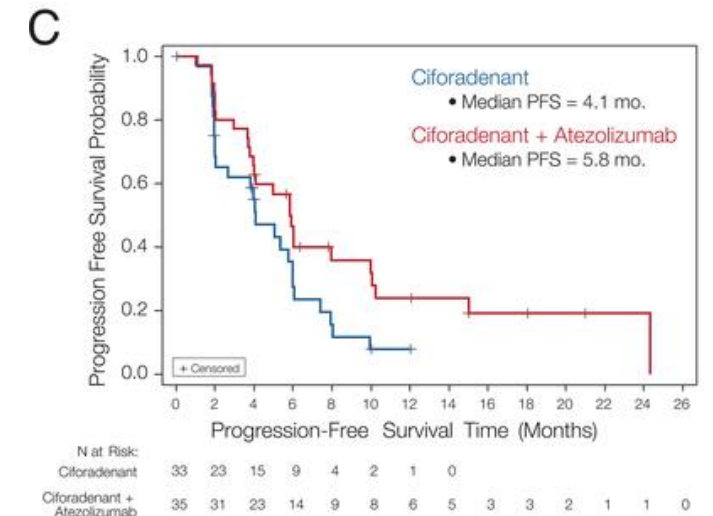 C
Progression Free Survival Probability
1.0
0.8
0.6
0.4
0.2
0.0
Ciforadenant
• Median PFS = 4.1 mo.
Ciforadenant + Atezolizumab
• Median PFS = 5.8 mo.
+ Censored
0 2 4 6 8 10 12 14 16 18 20 22 24 26
Progression-Free Survival Time (Months)
N at Risk:
Ciforadenant 33 23 15 9 4 2 1 0
Ciforadenant +
Atezolizumab 35 31 23 14 9 8 6 5 3 3 2 1 1 0